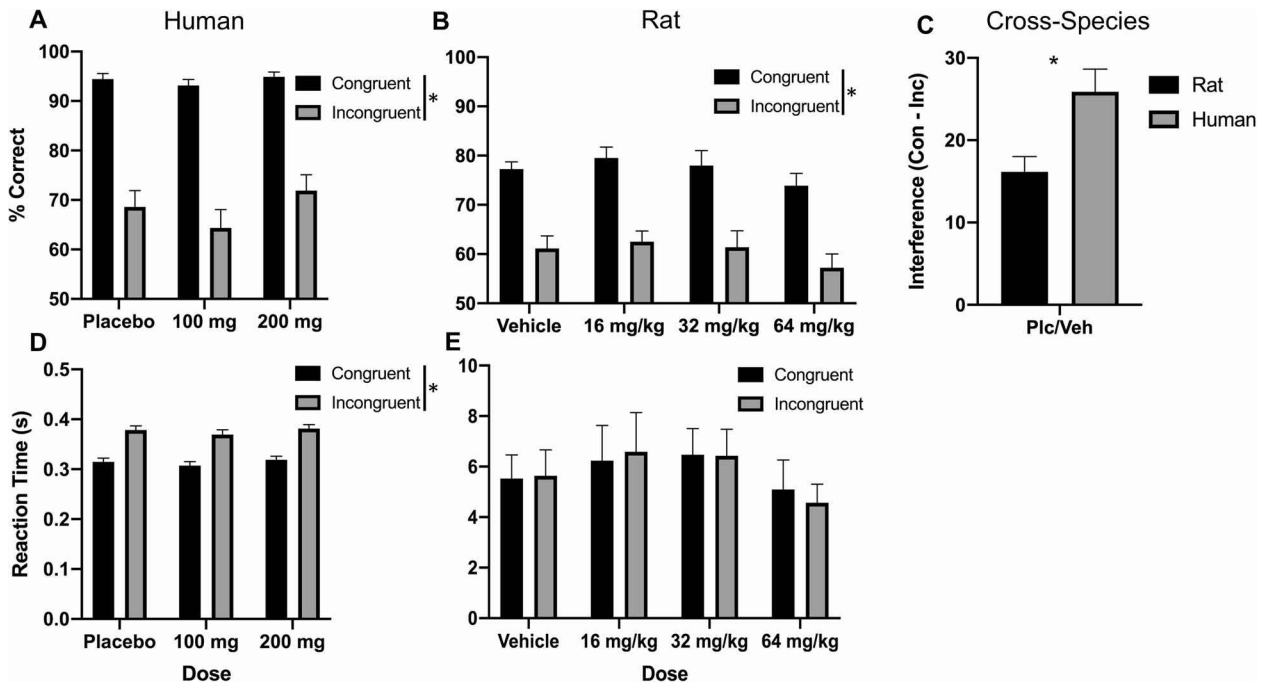 A
Human
100
90
80
70
60
50
% Correct
Congruent
Incongruent
*
Placebo
100 mg
200 mg
B
Rat
100
90
80
70
60
50
Congruent
Incongruent
*
Vehicle
16 mg/kg
32 mg/kg
64 mg/kg
C
Cross-Species
30
20
10
0
Interference (Con - Inc)
*
Rat
Human
Plc/Veh
D
0.5
0.4
0.3
0.2
0.1
0.0
Reaction Time (s)
Congruent
Incongruent
*
Placebo
100 mg
200 mg
Dose
E
10
8
6
4
2
0
Congruent
Incongruent
Vehicle
16 mg/kg
32 mg/kg
64 mg/kg
Dose